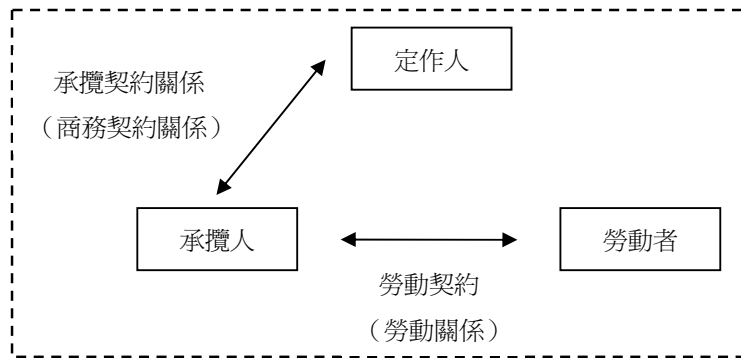 定作人
承攬契約關係
（商務契約關係）
承攬人
勞動者
勞動契約
（勞動關係）